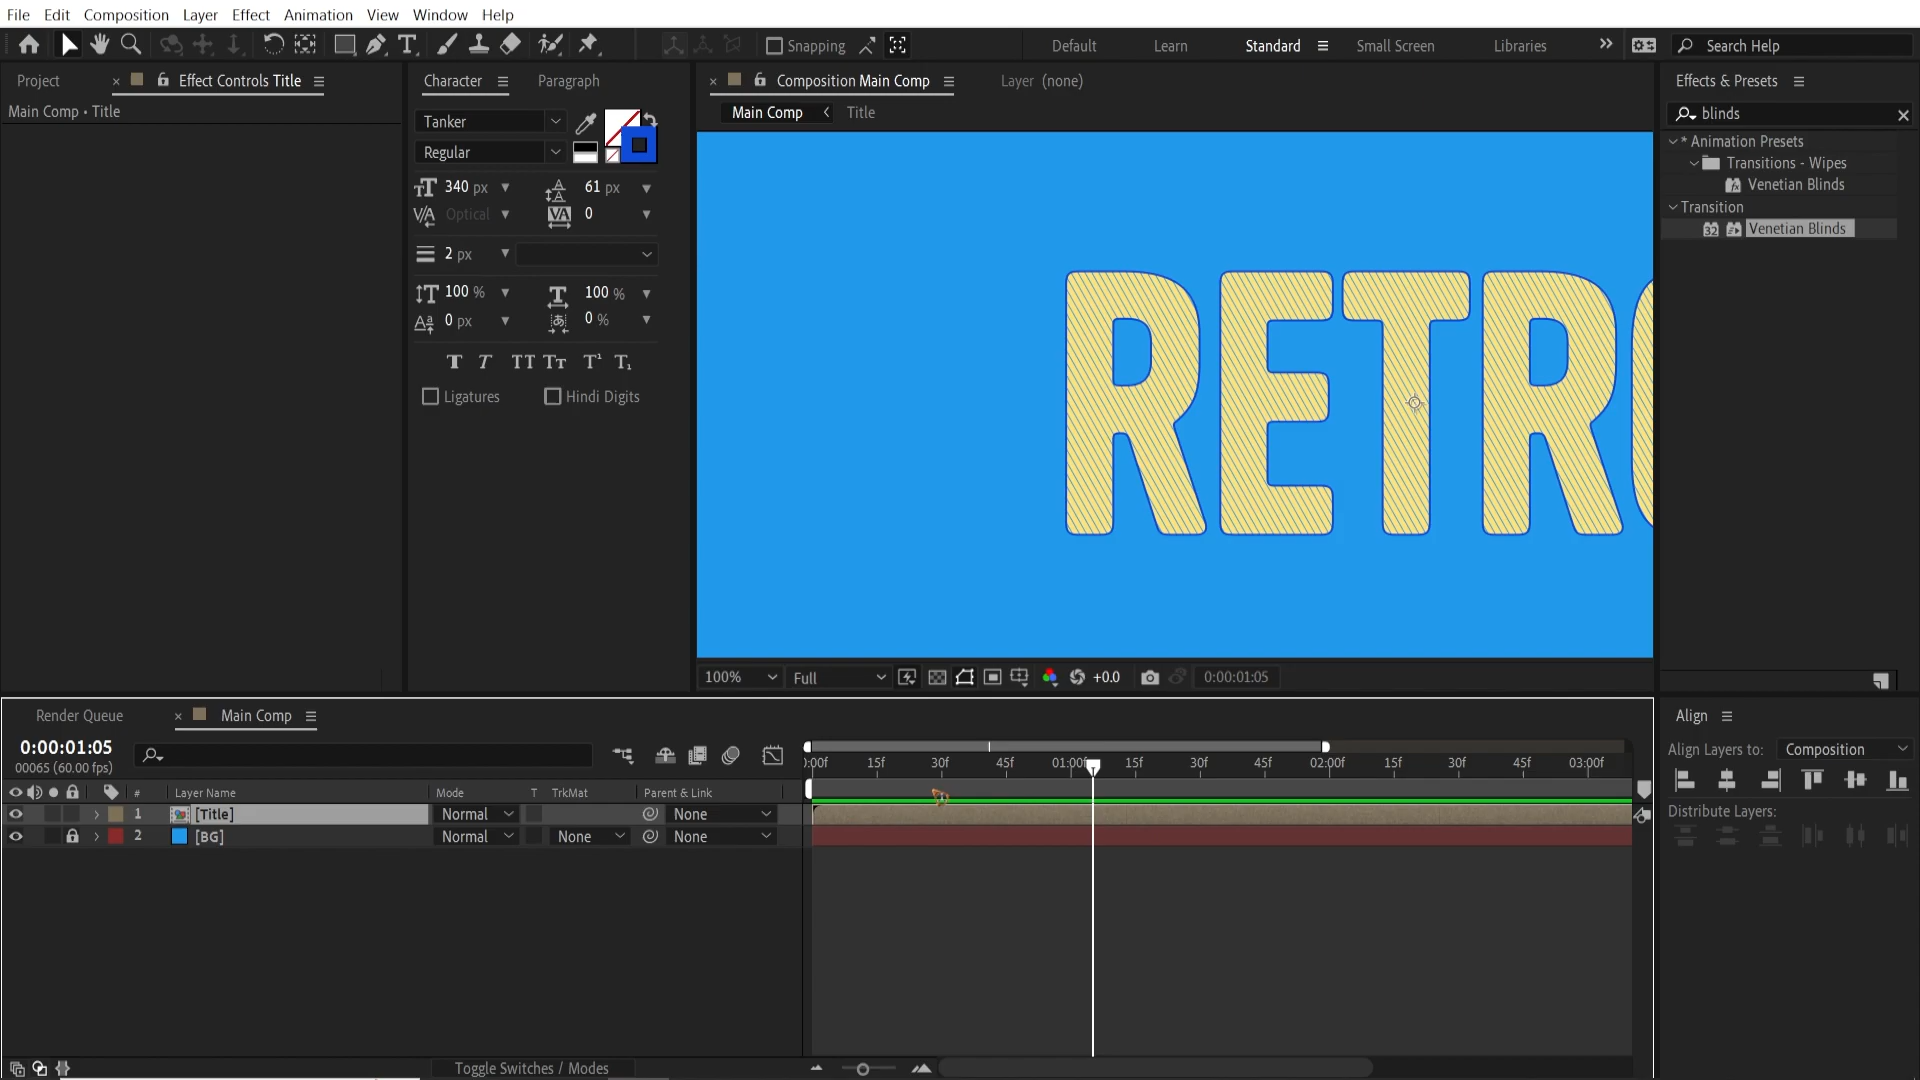 File Edit Composition Layer Effect Animation View Window Help
Snapping Default Learn Standard Small Screen Libraries Search Help
Project Effect Controls Title Character Paragraph Composition Main Comp Layer (none) Effects & Presets
Main Comp • Title
Main Comp Title
blinds
Tanker
Regular
* Animation Presets
Transitions - Wipes
Venetian Blinds
Transition
32 Venetian Blinds
340 px 61 px
Optical 0
2 px
100 % 100 %
0 px 0 %
T T TT Tт T¹ T₁
Ligatures Hindi Digits
RETRO
100% Full +0.0 0:00:01:05
Render Queue Main Comp Align
0:00:01:05
00065 (60.00 fps)
Align Layers to: Composition
:00f 15f 30f 45f 01:00f 15f 30f 45f 02:00f 15f 30f 45f 03:00f
# Layer Name Mode T TrkMat Parent & Link
1 [Title] Normal None
2 [BG] Normal None None
Distribute Layers:
Toggle Switches / Modes